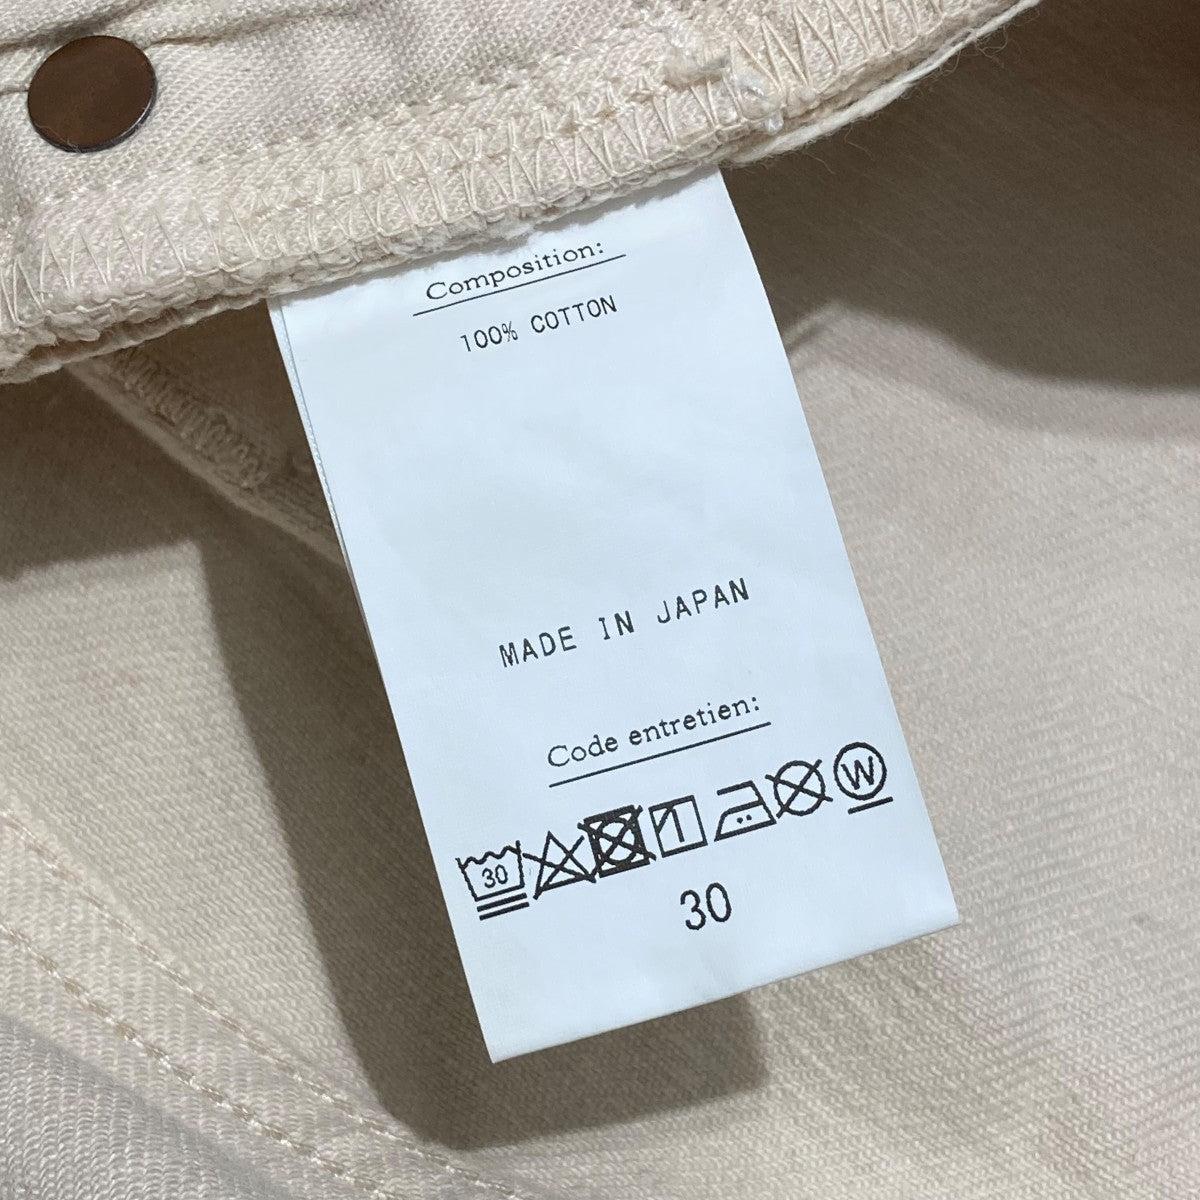 Composition:
100% COTTON
MADE IN JAPAN
Code entretien:
30 W
30